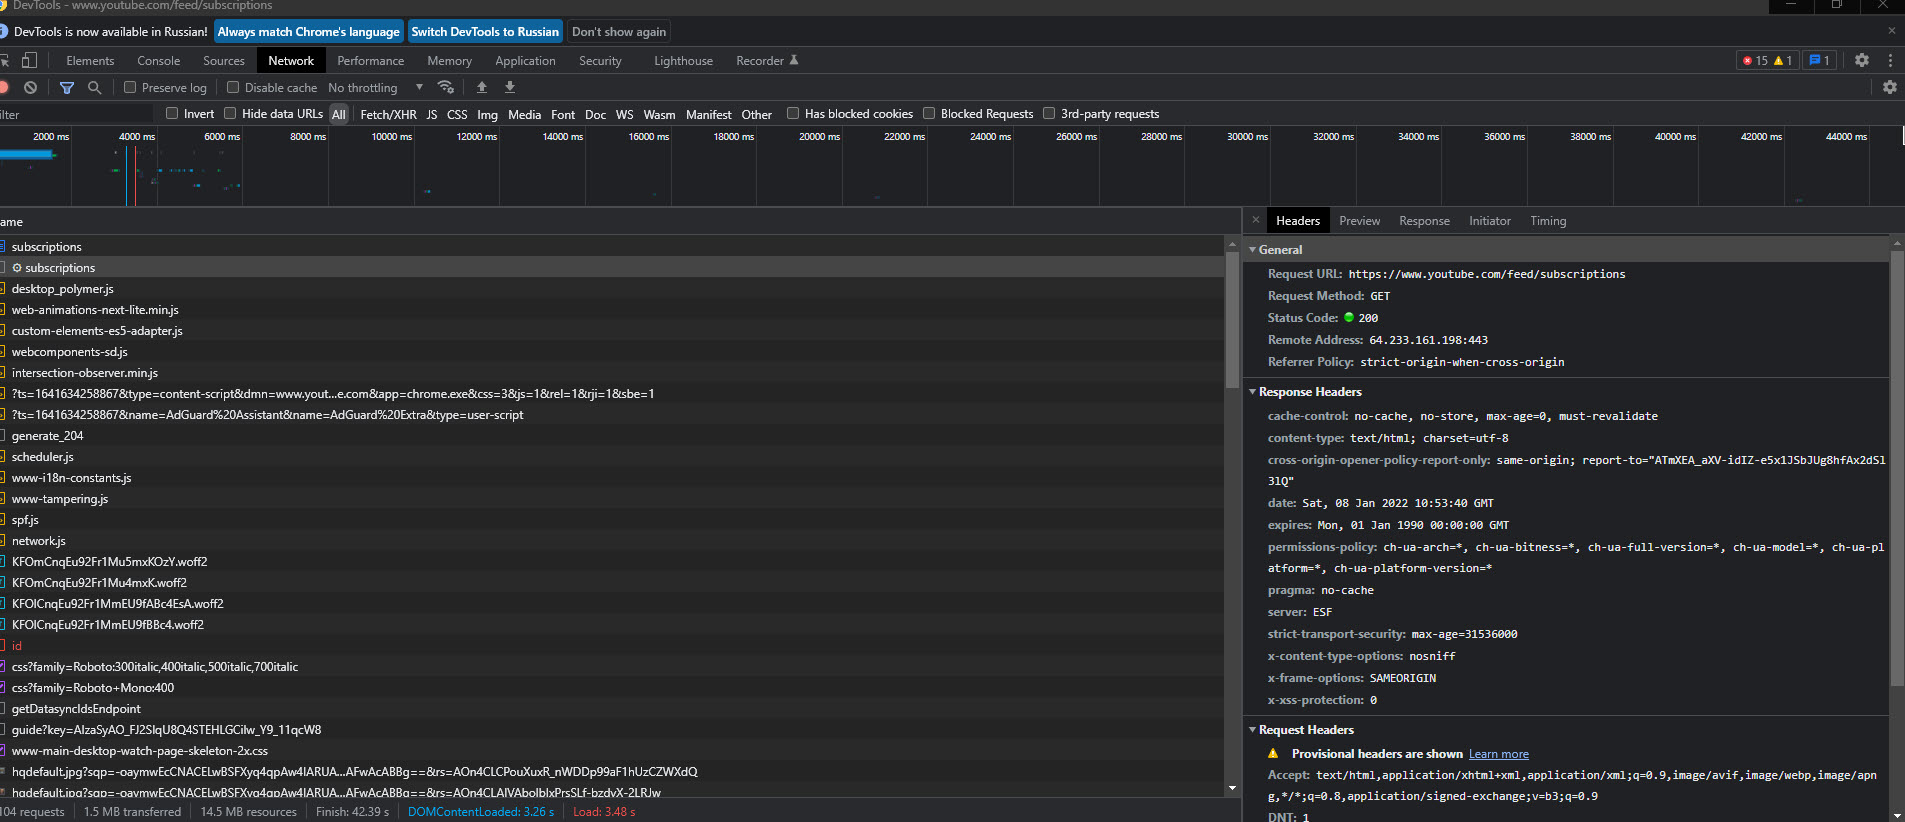 DevTools - www.youtube.com/feed/subscriptions
DevTools is now available in Russian! Always match Chrome's language Switch DevTools to Russian Don't show again
Elements Console Sources Network Performance Memory Application Security Lighthouse Recorder 15 1 1
Preserve log Disable cache No throttling
ilter Invert Hide data URLs All Fetch/XHR JS CSS Img Media Font Doc WS Wasm Manifest Other Has blocked cookies Blocked Requests 3rd-party requests
2000 ms 4000 ms 6000 ms 8000 ms 10000 ms 12000 ms 14000 ms 16000 ms 18000 ms 20000 ms 22000 ms 24000 ms 26000 ms 28000 ms 30000 ms 32000 ms 34000 ms 36000 ms 38000 ms 40000 ms 42000 ms 44000 ms
ame
subscriptions
subscriptions
desktop_polymer.js
web-animations-next-lite.min.js
custom-elements-es5-adapter.js
webcomponents-sd.js
intersection-observer.min.js
?ts=1641634258867&type=content-script&dmn=www.yout...e.com&app=chrome.exe&css=3&js=1&rel=1&rji=1&sbe=1
?ts=1641634258867&name=AdGuard%20Assistant&name=AdGuard%20Extra&type=user-script
generate_204
scheduler.js
www-i18n-constants.js
www-tampering.js
spf.js
network.js
KFOmCnqEu92Fr1Mu5mxKOzY.woff2
KFOmCnqEu92Fr1Mu4mxK.woff2
KFOlCnqEu92Fr1MmEU9fABc4EsA.woff2
KFOlCnqEu92Fr1MmEU9fBBc4.woff2
id
css?family=Roboto:300italic,400italic,500italic,700italic
css?family=Roboto+Mono:400
getDatasyncIdsEndpoint
guide?key=AIzaSyAO_FJ2SlqU8Q4STEHLGCilw_Y9_11qcW8
www-main-desktop-watch-page-skeleton-2x.css
hqdefault.jpg?sqp=-oaymwEcCNACELwBSFXyq4qpAw4IARUA...AFwAcABBg==&rs=AOn4CLCPouXuxR_nWDDp99aF1hUzCZWXdQ
hqdefault.jpg?sqp=-oaymwEcCNACELwBSFXyq4qpAw4IARUA...AFwAcABBg==&rs=AOn4CLAIVAboIbIxPrsSLf-bzdvX-2LRJw
104 requests 1.5 MB transferred 14.5 MB resources Finish: 42.39 s DOMContentLoaded: 3.26 s Load: 3.48 s
Headers Preview Response Initiator Timing
General
Request URL: https://www.youtube.com/feed/subscriptions
Request Method: GET
Status Code: 200
Remote Address: 64.233.161.198:443
Referrer Policy: strict-origin-when-cross-origin
Response Headers
cache-control: no-cache, no-store, max-age=0, must-revalidate
content-type: text/html; charset=utf-8
cross-origin-opener-policy-report-only: same-origin; report-to="ATmXEA_aXV-idIZ-e5x1JSbJUg8hfAx2dSl
3lQ"
date: Sat, 08 Jan 2022 10:53:40 GMT
expires: Mon, 01 Jan 1990 00:00:00 GMT
permissions-policy: ch-ua-arch=*, ch-ua-bitness=*, ch-ua-full-version=*, ch-ua-model=*, ch-ua-pl
atform=*, ch-ua-platform-version=*
pragma: no-cache
server: ESF
strict-transport-security: max-age=31536000
x-content-type-options: nosniff
x-frame-options: SAMEORIGIN
x-xss-protection: 0
Request Headers
Provisional headers are shown Learn more
Accept: text/html,application/xhtml+xml,application/xml;q=0.9,image/avif,image/webp,image/apn
g,*/*;q=0.8,application/signed-exchange;v=b3;q=0.9
DNT: 1